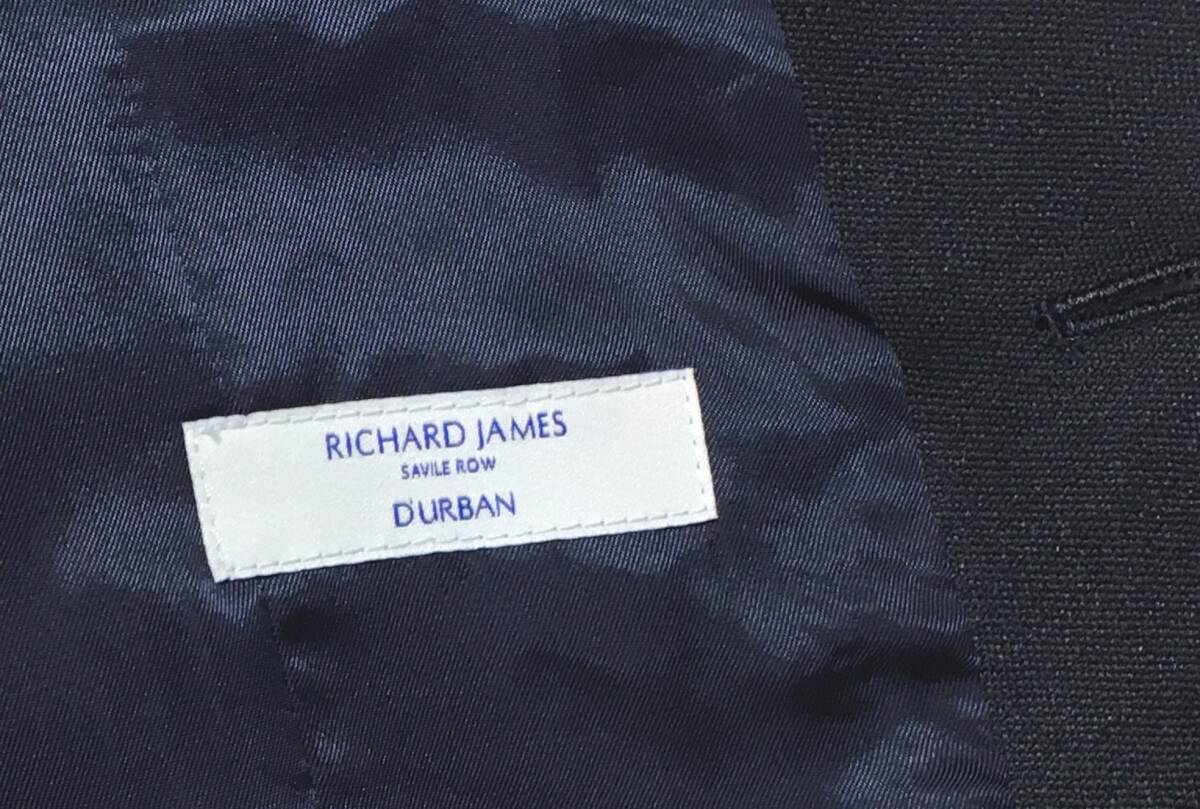 RICHARD JAMES
SAVILE ROW
D'URBAN